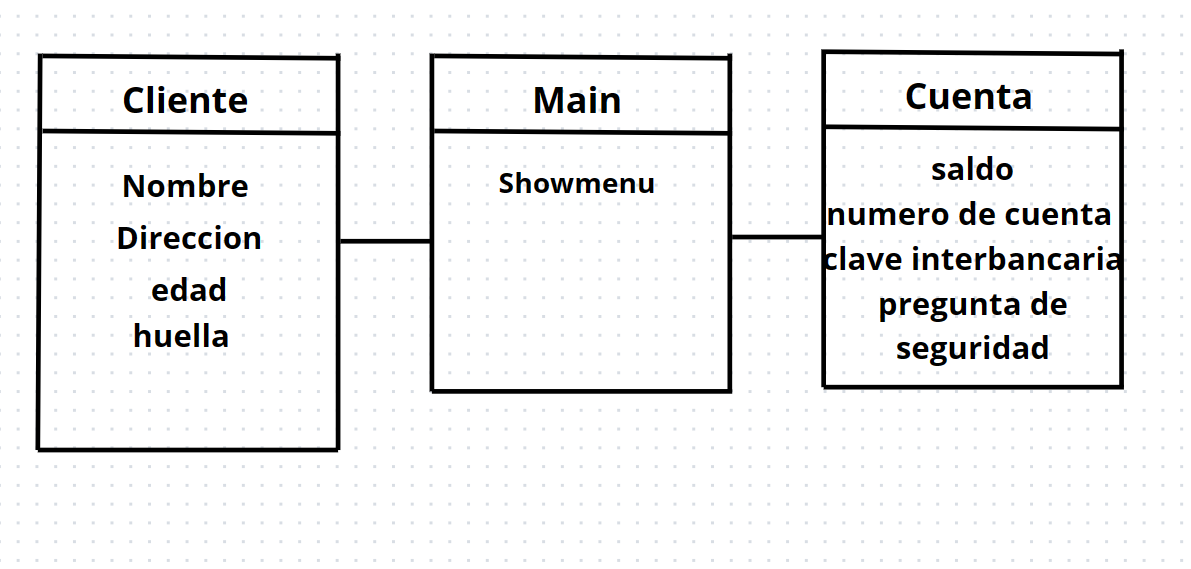 Cliente
Nombre
Direccion
edad
huella
Main
Showmenu
Cuenta
saldo
numero de cuenta
clave interbancaria
pregunta de
seguridad